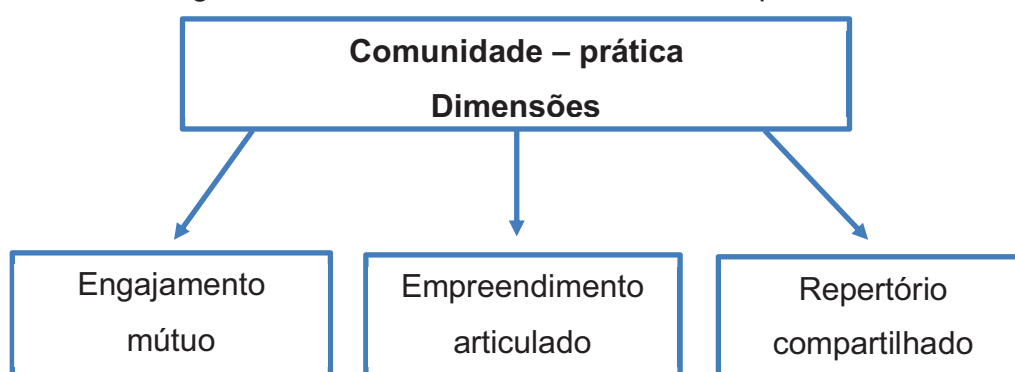 Comunidade – prática
Dimensões
Engajamento
mútuo
Empreendimento
articulado
Repertório
compartilhado